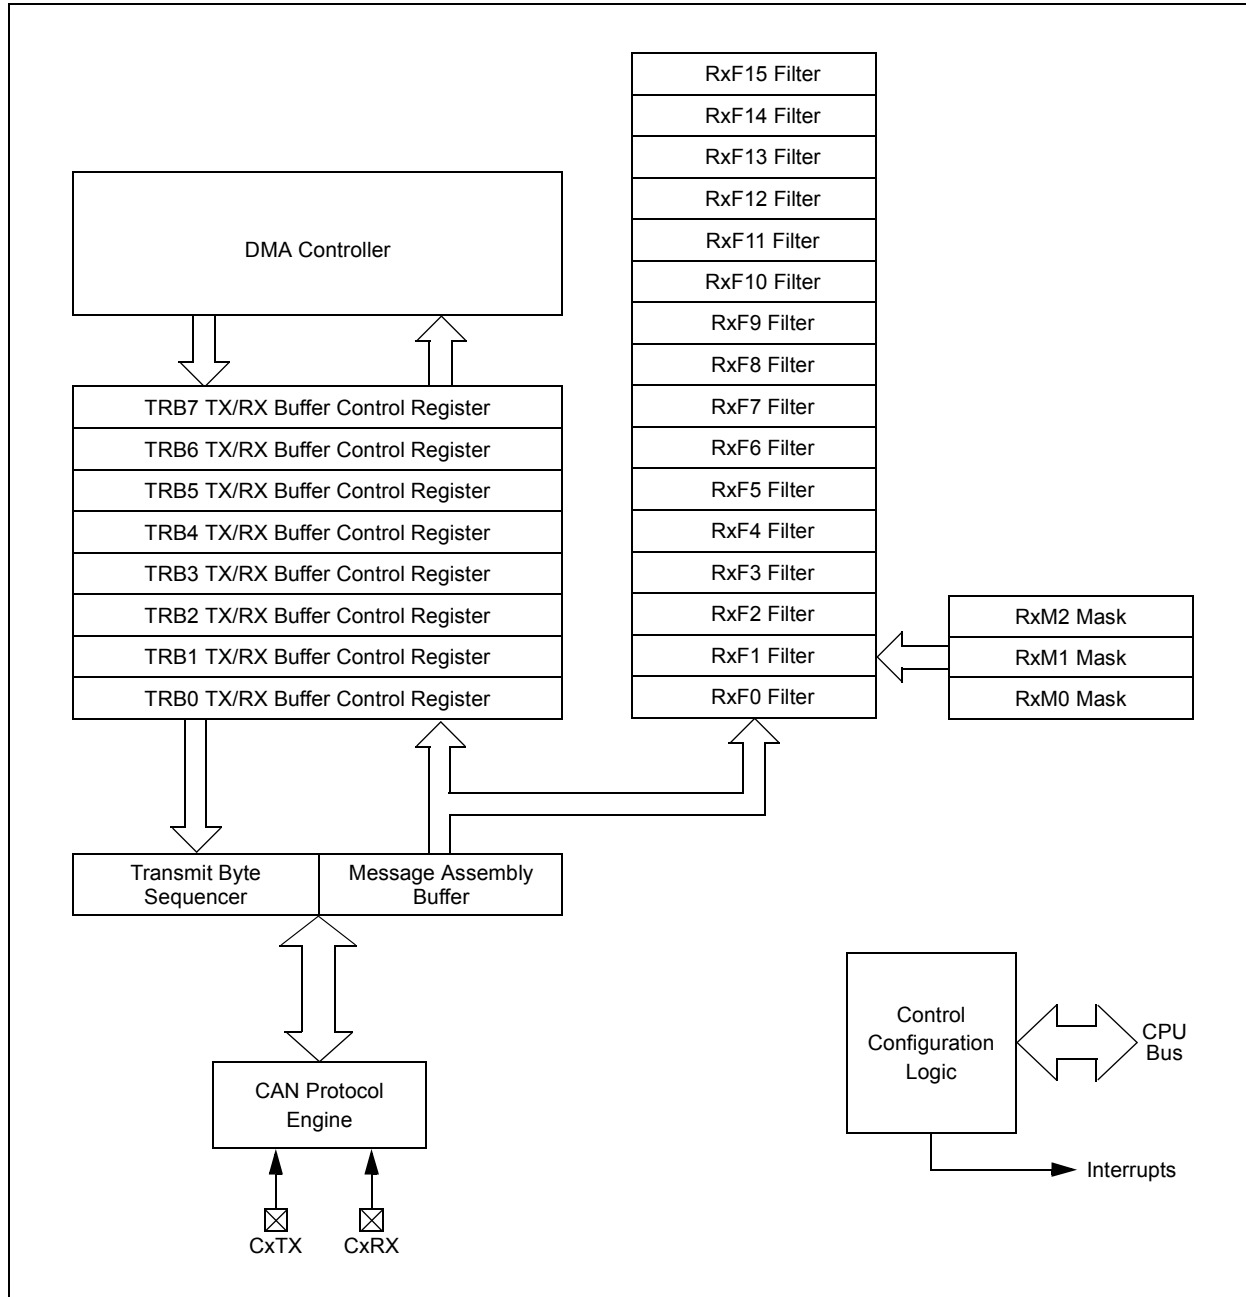 RxF15 Filter
RxF14 Filter
RxF13 Filter
RxF12 Filter
RxF11 Filter
RxF10 Filter
RxF9 Filter
RxF8 Filter
RxF7 Filter
RxF6 Filter
RxF5 Filter
RxF4 Filter
RxF3 Filter
RxF2 Filter
RxF1 Filter
RxF0 Filter
DMA Controller
TRB7 TX/RX Buffer Control Register
TRB6 TX/RX Buffer Control Register
TRB5 TX/RX Buffer Control Register
TRB4 TX/RX Buffer Control Register
TRB3 TX/RX Buffer Control Register
TRB2 TX/RX Buffer Control Register
TRB1 TX/RX Buffer Control Register
TRB0 TX/RX Buffer Control Register
RxM2 Mask
RxM1 Mask
RxM0 Mask
Transmit Byte
Sequencer
Message Assembly
Buffer
CAN Protocol
Engine
CxTX
CxRX
Control
Configuration
Logic
CPU
Bus
Interrupts